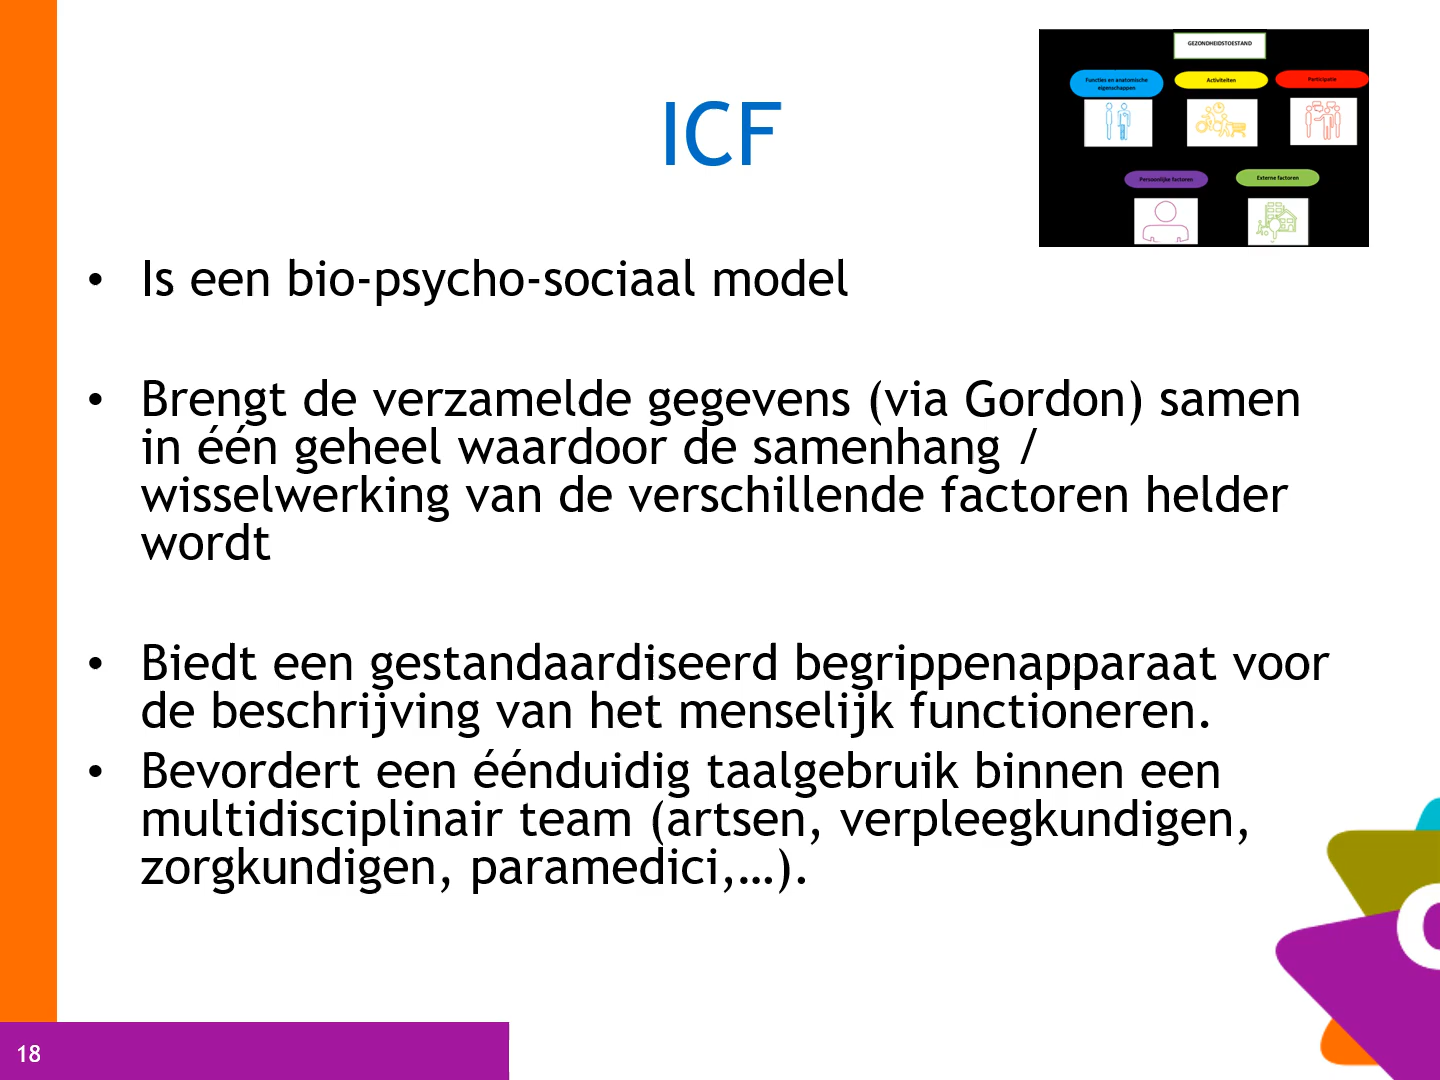 GEZONDHEIDSTOESTAND
Functies en anatomische
eigenschappen
Activiteiten
Participatie
Persoonlijke factoren
Externe factoren
ICF
• Is een bio-psycho-sociaal model
• Brengt de verzamelde gegevens (via Gordon) samen
in één geheel waardoor de samenhang /
wisselwerking van de verschillende factoren helder
wordt
• Biedt een gestandaardiseerd begrippenapparaat voor
de beschrijving van het menselijk functioneren.
• Bevordert een éénduidig taalgebruik binnen een
multidisciplinair team (artsen, verpleegkundigen,
zorgkundigen, paramedici,…).
18